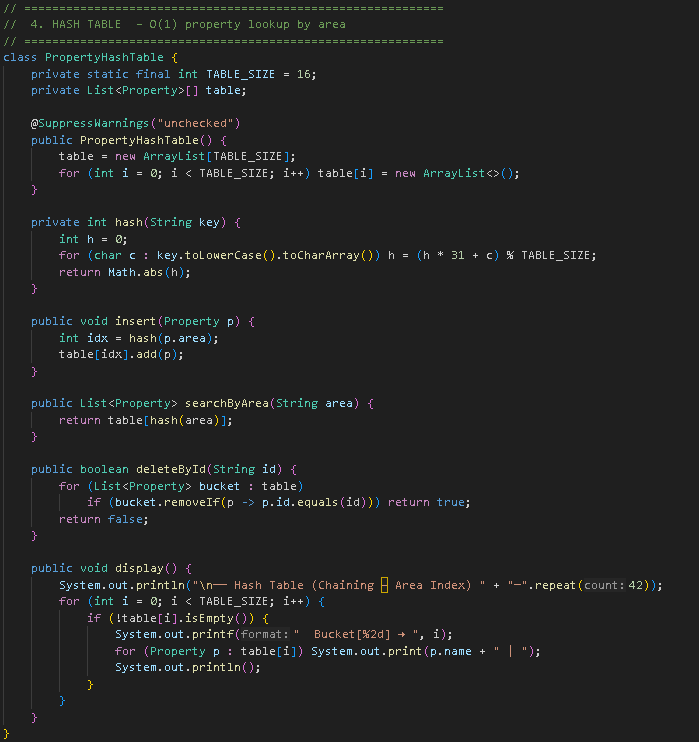 // ============================================================
//  4. HASH TABLE  – O(1) property lookup by area
// ============================================================
class PropertyHashTable {
    private static final int TABLE_SIZE = 16;
    private List<Property>[] table;

    @SuppressWarnings("unchecked")
    public PropertyHashTable() {
        table = new ArrayList[TABLE_SIZE];
        for (int i = 0; i < TABLE_SIZE; i++) table[i] = new ArrayList<>();
    }

    private int hash(String key) {
        int h = 0;
        for (char c : key.toLowerCase().toCharArray()) h = (h * 31 + c) % TABLE_SIZE;
        return Math.abs(h);
    }

    public void insert(Property p) {
        int idx = hash(p.area);
        table[idx].add(p);
    }

    public List<Property> searchByArea(String area) {
        return table[hash(area)];
    }

    public boolean deleteById(String id) {
        for (List<Property> bucket : table)
            if (bucket.removeIf(p -> p.id.equals(id))) return true;
        return false;
    }

    public void display() {
        System.out.println("\n── Hash Table (Chaining – Area Index) " + "─".repeat(count:42));
        for (int i = 0; i < TABLE_SIZE; i++) {
            if (!table[i].isEmpty()) {
                System.out.printf(format:"  Bucket[%2d] → ", i);
                for (Property p : table[i]) System.out.print(p.name + " | ");
                System.out.println();
            }
        }
    }
}